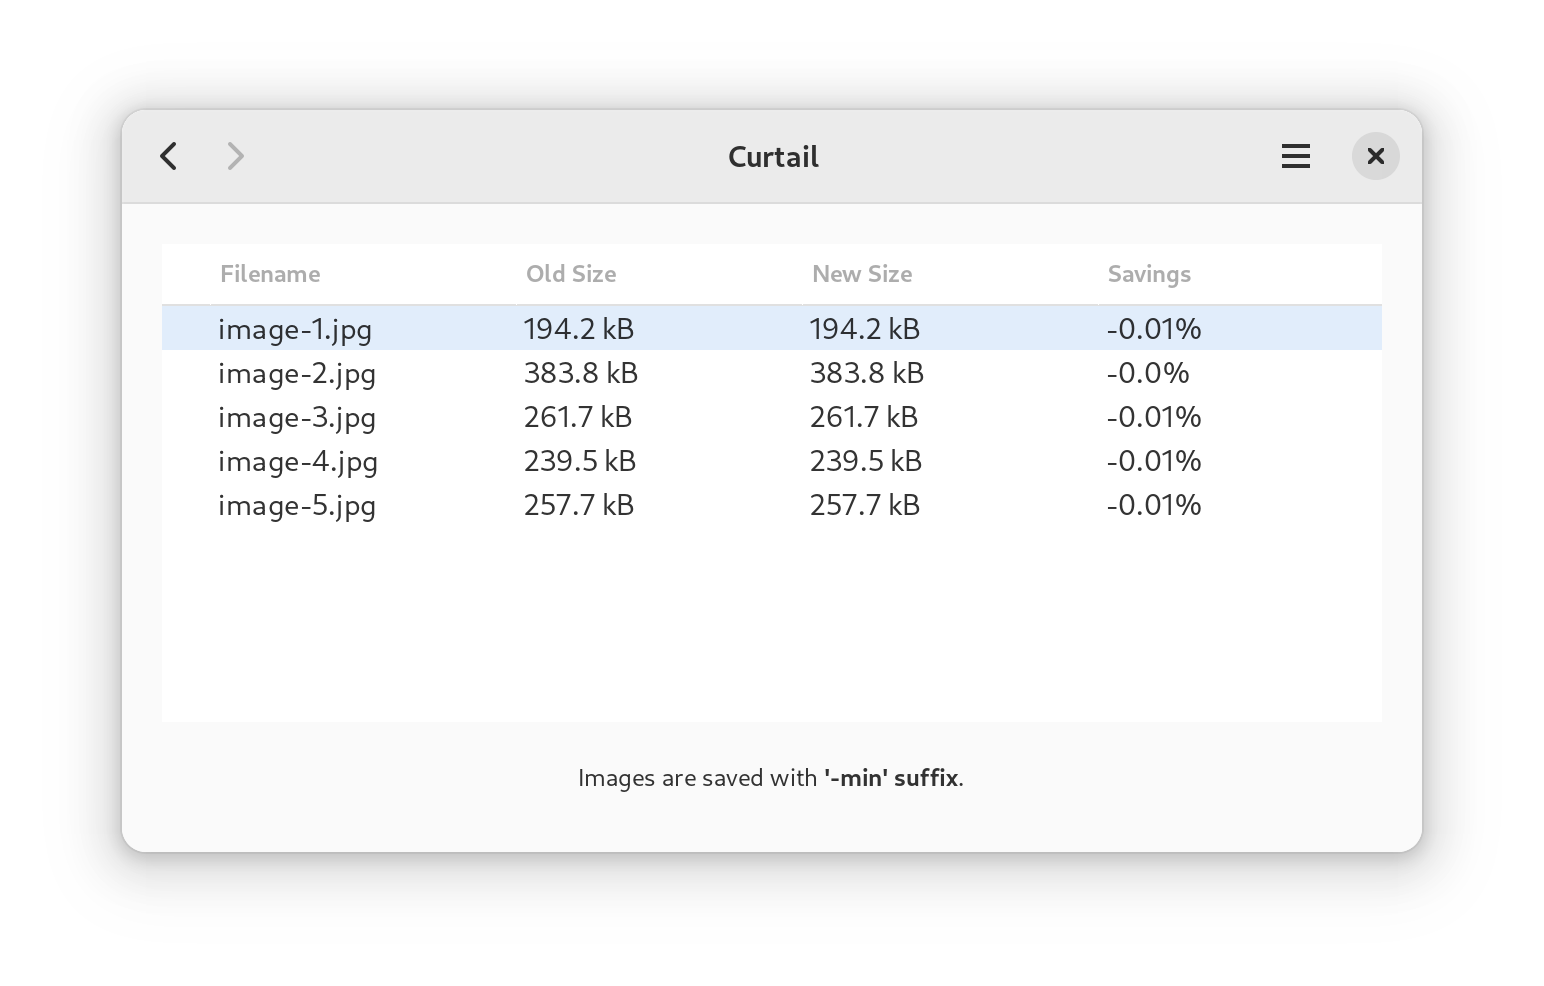 Curtail
Filename Old Size New Size Savings
image-1.jpg 194.2 kB 194.2 kB -0.01%
image-2.jpg 383.8 kB 383.8 kB -0.0%
image-3.jpg 261.7 kB 261.7 kB -0.01%
image-4.jpg 239.5 kB 239.5 kB -0.01%
image-5.jpg 257.7 kB 257.7 kB -0.01%
Images are saved with '-min' suffix.